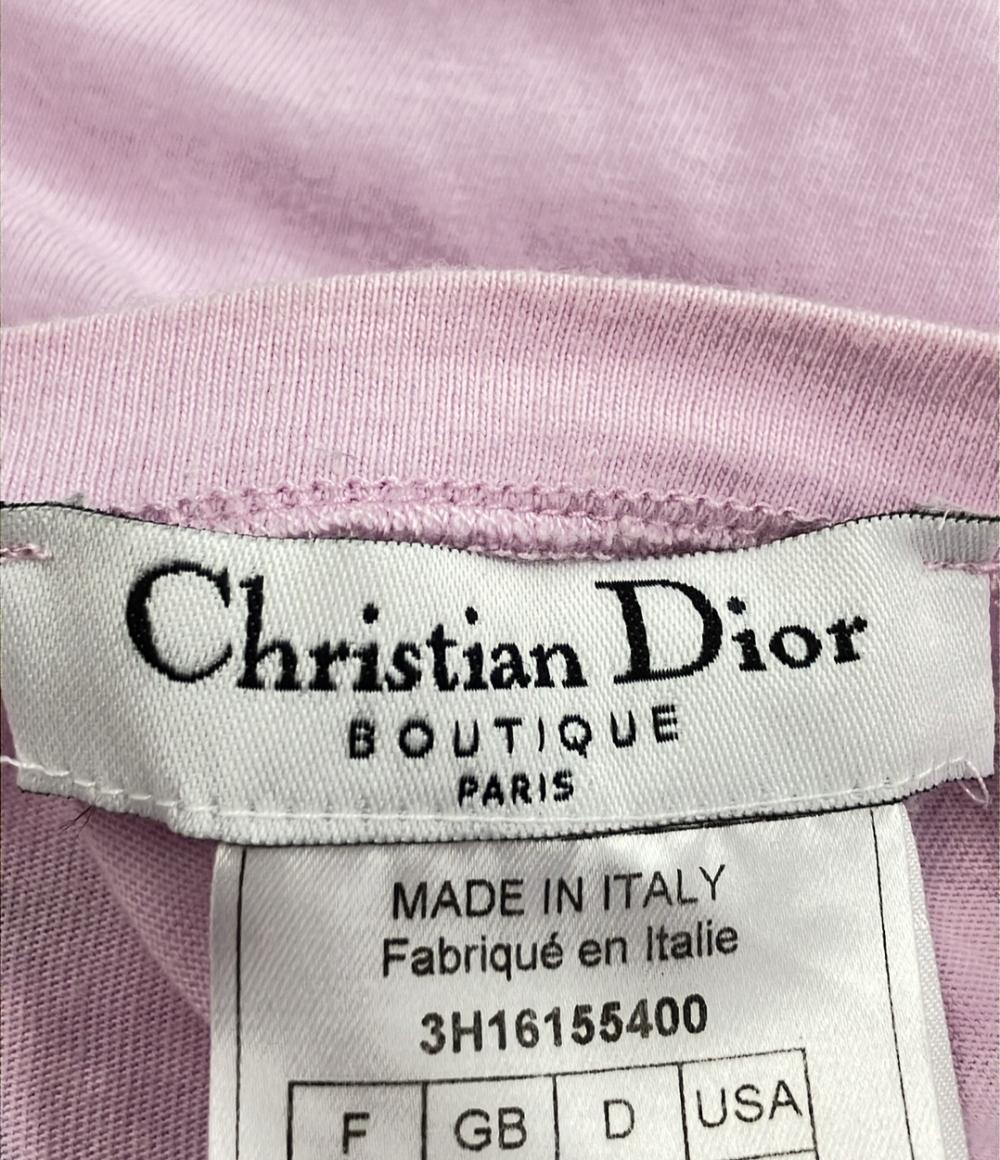 Christian Dior
BOUTIQUE
PARIS
MADE IN ITALY
Fabriqué en Italie
3H16155400
F GB D USA